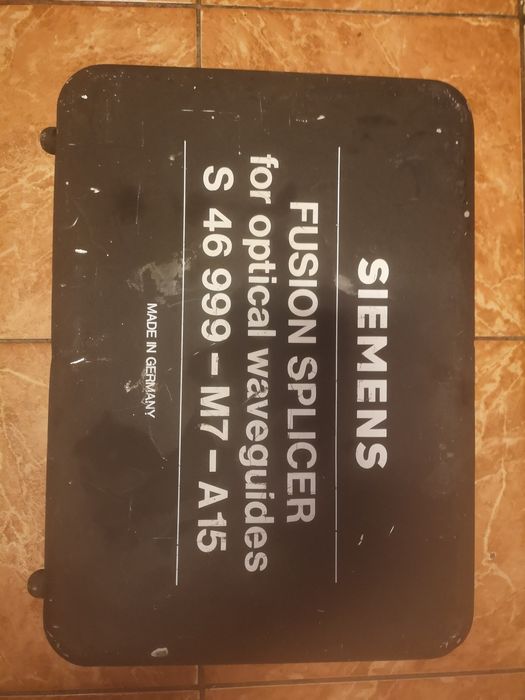 SIEMENS
FUSION SPLICER
for optical waveguides
S 46 999 - M7 - A15
MADE IN GERMANY